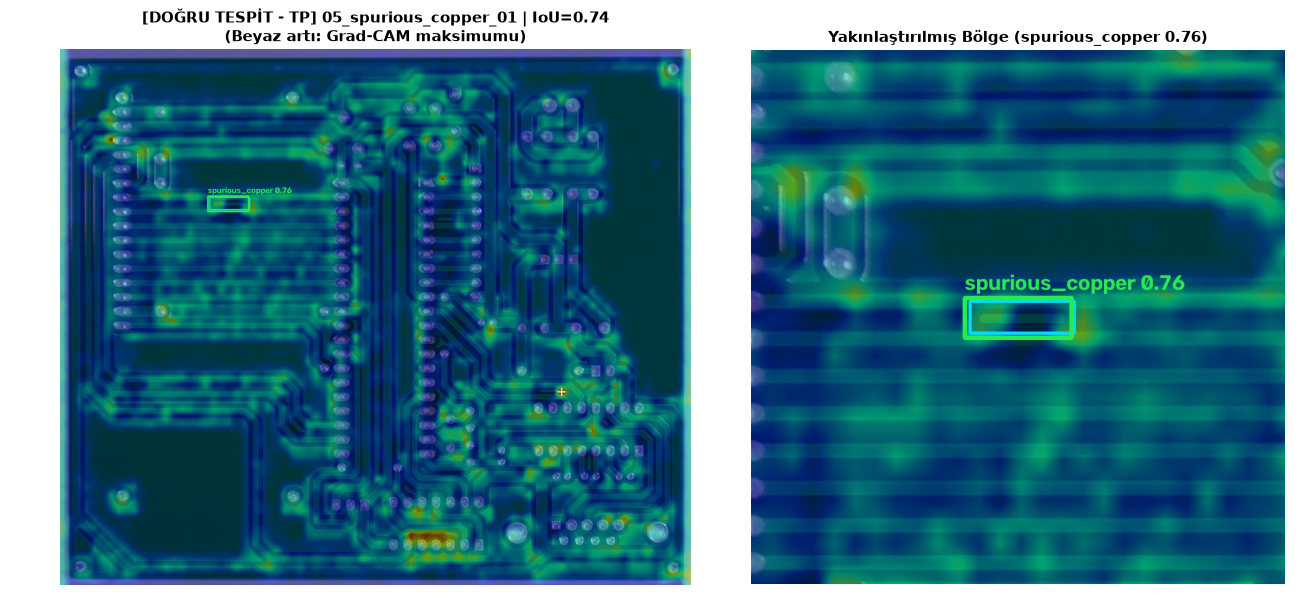 [DOĞRU TESPİT - TP] 05_spurious_copper_01 | IoU=0.74
(Beyaz artı: Grad-CAM maksimumu)
spurious_copper 0.76
Yakınlaştırılmış Bölge (spurious_copper 0.76)
spurious_copper 0.76